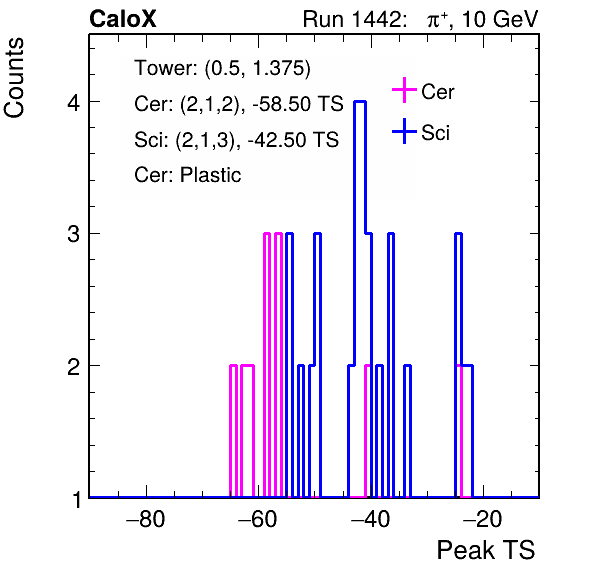 CaloX
Run 1442: π+, 10 GeV
Counts
Tower: (0.5, 1.375)
Cer: (2,1,2), -58.50 TS
Sci: (2,1,3), -42.50 TS
Cer: Plastic
Cer
Sci
4
3
2
1
−80 −60 −40 −20
Peak TS